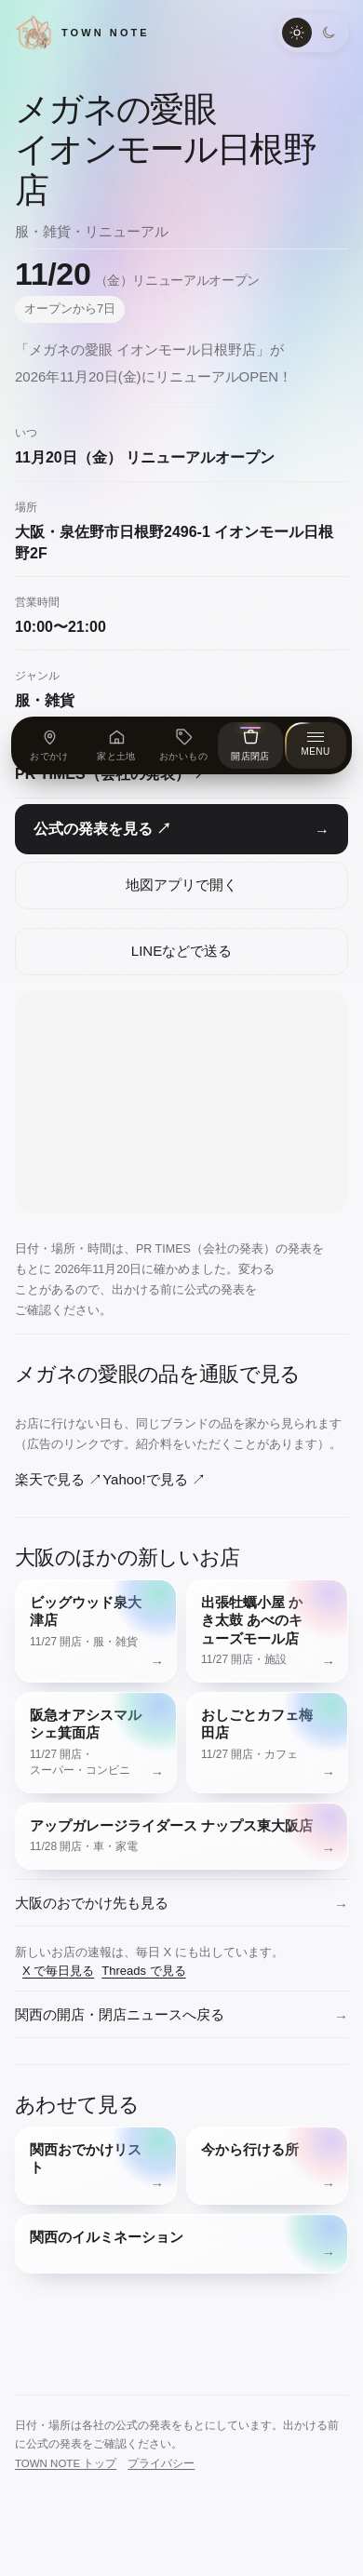 TOWN NOTE
メガネの愛眼
イオンモール日根野
店
服・雑貨・リニューアル
11/20 （金）リニューアルオープン
オープンから7日
「メガネの愛眼 イオンモール日根野店」が
2026年11月20日(金)にリニューアルOPEN！
いつ
11月20日（金） リニューアルオープン
場所
大阪・泉佐野市日根野2496-1 イオンモール日根
野2F
営業時間
10:00〜21:00
ジャンル
服・雑貨
おでかけ 家と土地 おかいもの 開店閉店 MENU
PR TIMES（会社の発表） ↗
公式の発表を見る ↗ →
地図アプリで開く
LINEなどで送る
日付・場所・時間は、PR TIMES（会社の発表）の発表を
もとに 2026年11月20日に確かめました。変わる
ことがあるので、出かける前に公式の発表を
ご確認ください。
メガネの愛眼の品を通販で見る
お店に行けない日も、同じブランドの品を家から見られます
（広告のリンクです。紹介料をいただくことがあります）。
楽天で見る ↗Yahoo!で見る ↗
大阪のほかの新しいお店
ビッグウッド泉大
津店
11/27 開店・服・雑貨
→
出張牡蠣小屋 か
き太鼓 あべのキ
ューズモール店
11/27 開店・施設
→
阪急オアシスマル
シェ箕面店
11/27 開店・
スーパー・コンビニ
→
おしごとカフェ梅
田店
11/27 開店・カフェ
→
アップガレージライダース ナップス東大阪店
11/28 開店・車・家電
→
大阪のおでかけ先も見る →
新しいお店の速報は、毎日 X にも出しています。
X で毎日見る Threads で見る
関西の開店・閉店ニュースへ戻る →
あわせて見る
関西おでかけリス
ト
→
今から行ける所
→
関西のイルミネーション
→
日付・場所は各社の公式の発表をもとにしています。出かける前
に公式の発表をご確認ください。
TOWN NOTE トップ プライバシー